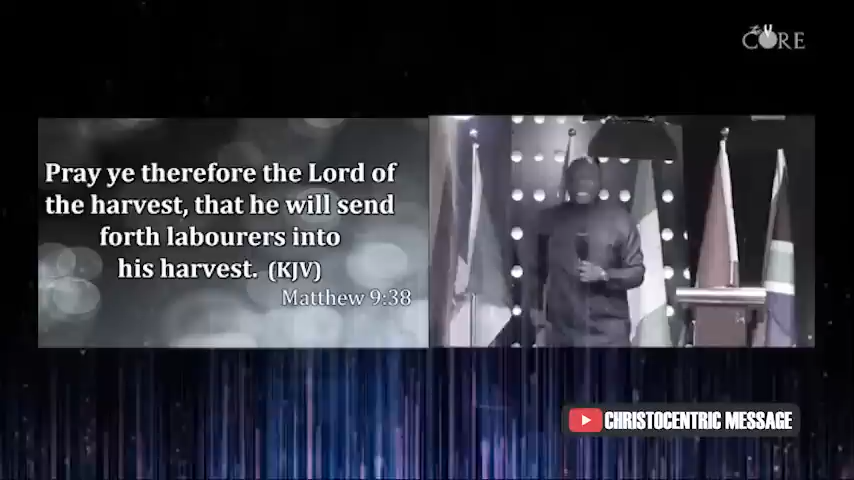 CORE
Pray ye therefore the Lord of
the harvest, that he will send
forth labourers into
his harvest. (KJV)
Matthew 9:38
CHRISTOCENTRIC MESSAGE